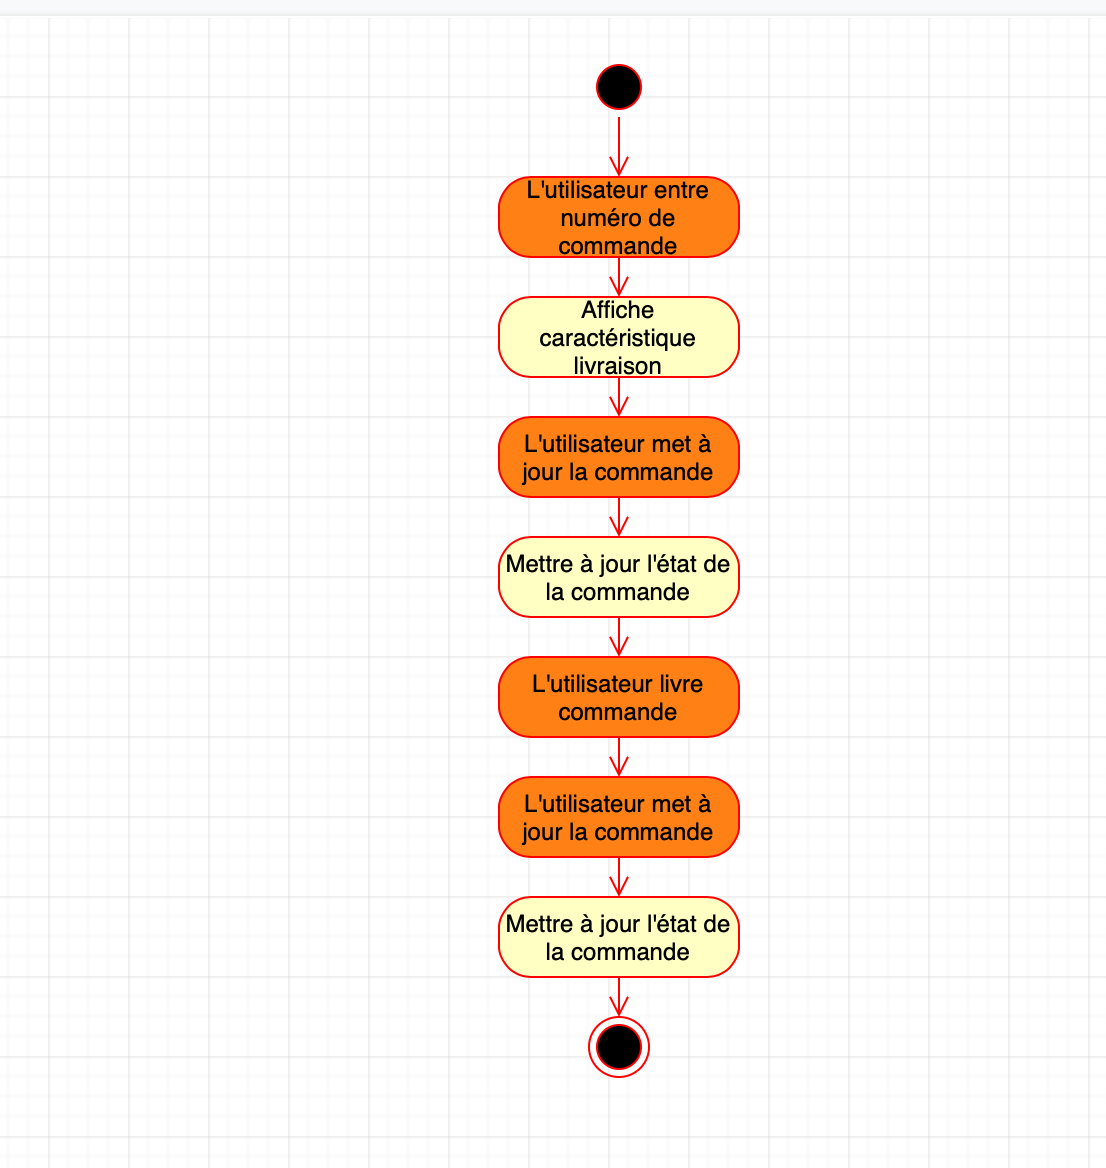 L'utilisateur entre
numéro de
commande
Affiche
caractéristique
livraison
L'utilisateur met à
jour la commande
Mettre à jour l'état de
la commande
L'utilisateur livre
commande
L'utilisateur met à
jour la commande
Mettre à jour l'état de
la commande